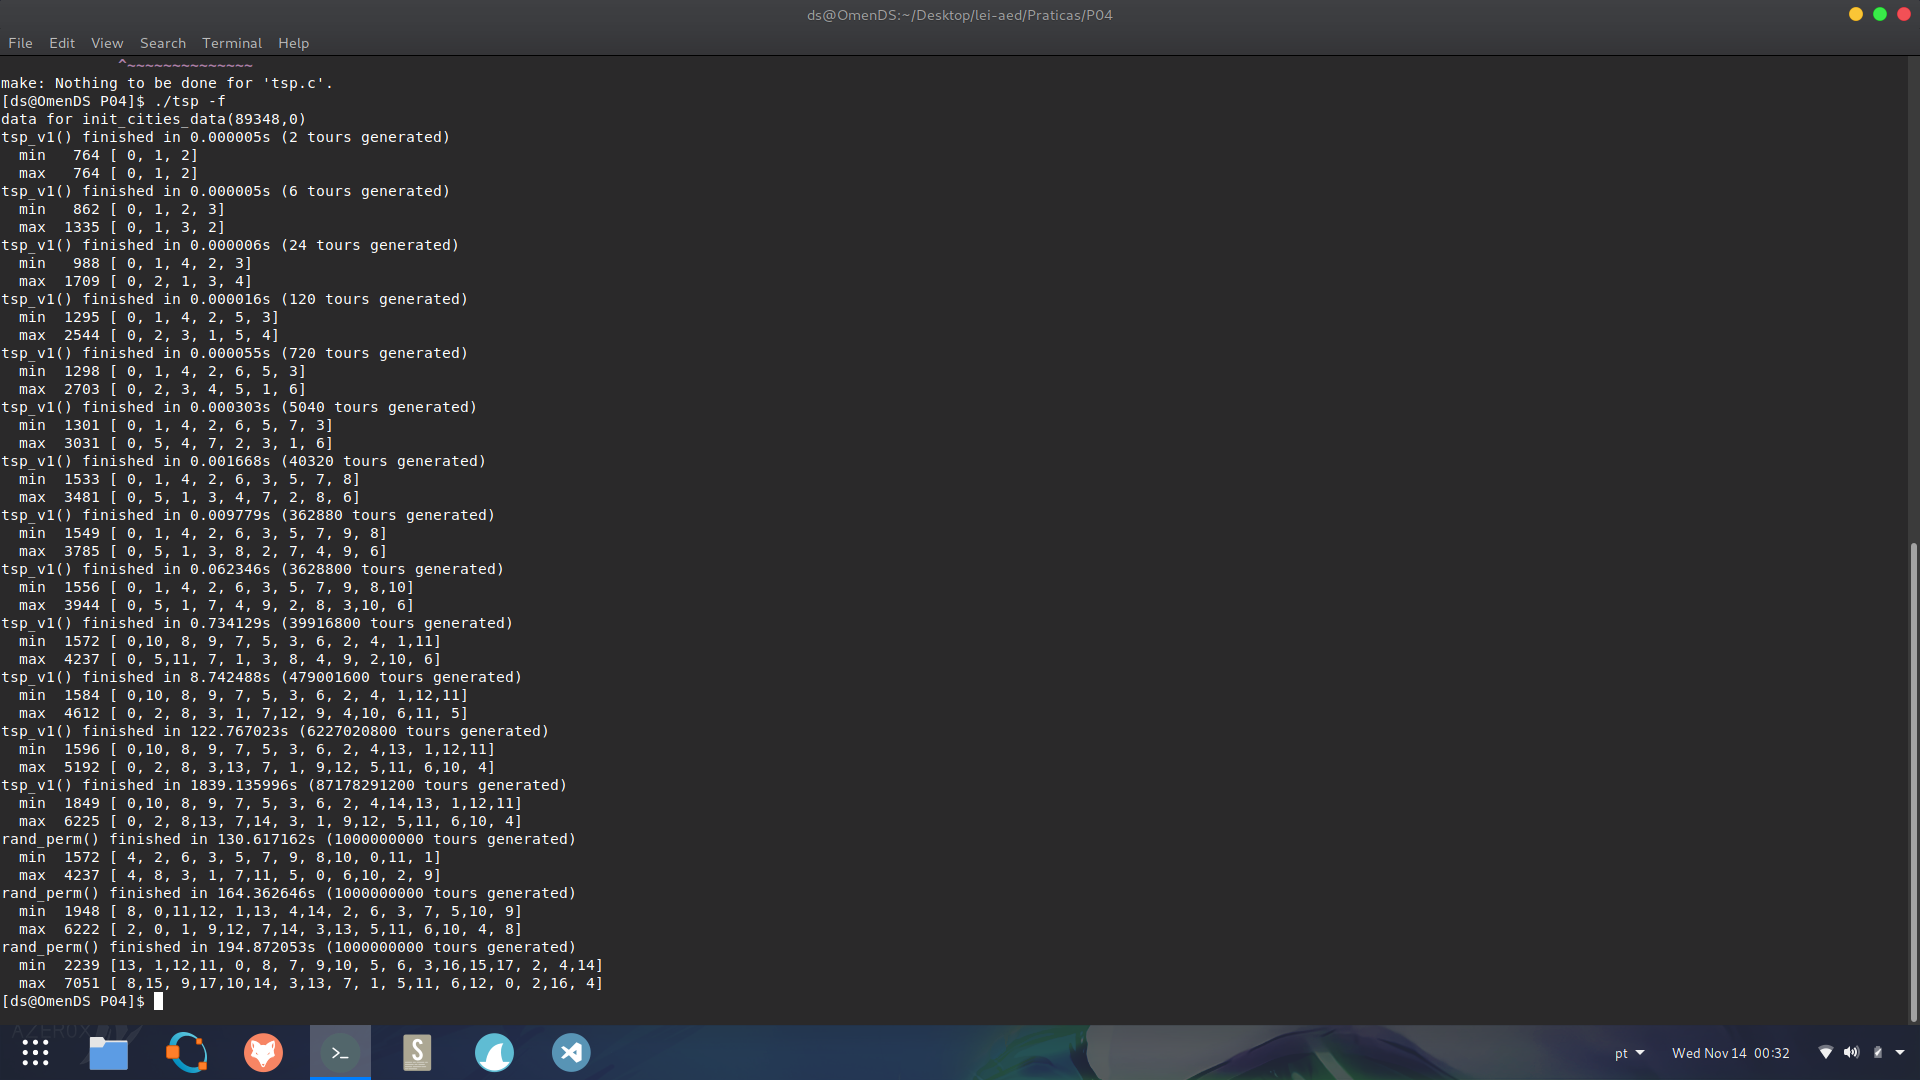 ds@OmenDS:~/Desktop/lei-aed/Praticas/P04
File Edit View Search Terminal Help
^~~~~~~~~~~~~~~
make: Nothing to be done for 'tsp.c'.
[ds@OmenDS P04]$ ./tsp -f
data for init_cities_data(89348,0)
tsp_v1() finished in 0.000005s (2 tours generated)
  min   764 [ 0, 1, 2]
  max   764 [ 0, 1, 2]
tsp_v1() finished in 0.000005s (6 tours generated)
  min   862 [ 0, 1, 2, 3]
  max  1335 [ 0, 1, 3, 2]
tsp_v1() finished in 0.000006s (24 tours generated)
  min   988 [ 0, 1, 4, 2, 3]
  max  1709 [ 0, 2, 1, 3, 4]
tsp_v1() finished in 0.000016s (120 tours generated)
  min  1295 [ 0, 1, 4, 2, 5, 3]
  max  2544 [ 0, 2, 3, 1, 5, 4]
tsp_v1() finished in 0.000055s (720 tours generated)
  min  1298 [ 0, 1, 4, 2, 6, 5, 3]
  max  2703 [ 0, 2, 3, 4, 5, 1, 6]
tsp_v1() finished in 0.000303s (5040 tours generated)
  min  1301 [ 0, 1, 4, 2, 6, 5, 7, 3]
  max  3031 [ 0, 5, 4, 7, 2, 3, 1, 6]
tsp_v1() finished in 0.001668s (40320 tours generated)
  min  1533 [ 0, 1, 4, 2, 6, 3, 5, 7, 8]
  max  3481 [ 0, 5, 1, 3, 4, 7, 2, 8, 6]
tsp_v1() finished in 0.009779s (362880 tours generated)
  min  1549 [ 0, 1, 4, 2, 6, 3, 5, 7, 9, 8]
  max  3785 [ 0, 5, 1, 3, 8, 2, 7, 4, 9, 6]
tsp_v1() finished in 0.062346s (3628800 tours generated)
  min  1556 [ 0, 1, 4, 2, 6, 3, 5, 7, 9, 8,10]
  max  3944 [ 0, 5, 1, 7, 4, 9, 2, 8, 3,10, 6]
tsp_v1() finished in 0.734129s (39916800 tours generated)
  min  1572 [ 0,10, 8, 9, 7, 5, 3, 6, 2, 4, 1,11]
  max  4237 [ 0, 5,11, 7, 1, 3, 8, 4, 9, 2,10, 6]
tsp_v1() finished in 8.742488s (479001600 tours generated)
  min  1584 [ 0,10, 8, 9, 7, 5, 3, 6, 2, 4, 1,12,11]
  max  4612 [ 0, 2, 8, 3, 1, 7,12, 9, 4,10, 6,11, 5]
tsp_v1() finished in 122.767023s (6227020800 tours generated)
  min  1596 [ 0,10, 8, 9, 7, 5, 3, 6, 2, 4,13, 1,12,11]
  max  5192 [ 0, 2, 8, 3,13, 7, 1, 9,12, 5,11, 6,10, 4]
tsp_v1() finished in 1839.135996s (87178291200 tours generated)
  min  1849 [ 0,10, 8, 9, 7, 5, 3, 6, 2, 4,14,13, 1,12,11]
  max  6225 [ 0, 2, 8,13, 7,14, 3, 1, 9,12, 5,11, 6,10, 4]
rand_perm() finished in 130.617162s (1000000000 tours generated)
  min  1572 [ 4, 2, 6, 3, 5, 7, 9, 8,10, 0,11, 1]
  max  4237 [ 4, 8, 3, 1, 7,11, 5, 0, 6,10, 2, 9]
rand_perm() finished in 164.362646s (1000000000 tours generated)
  min  1948 [ 8, 0,11,12, 1,13, 4,14, 2, 6, 3, 7, 5,10, 9]
  max  6222 [ 2, 0, 1, 9,12, 7,14, 3,13, 5,11, 6,10, 4, 8]
rand_perm() finished in 194.872053s (1000000000 tours generated)
  min  2239 [13, 1,12,11, 0, 8, 7, 9,10, 5, 6, 3,16,15,17, 2, 4,14]
  max  7051 [ 8,15, 9,17,10,14, 3,13, 7, 1, 5,11, 6,12, 0, 2,16, 4]
[ds@OmenDS P04]$
pt Wed Nov 14 00:32